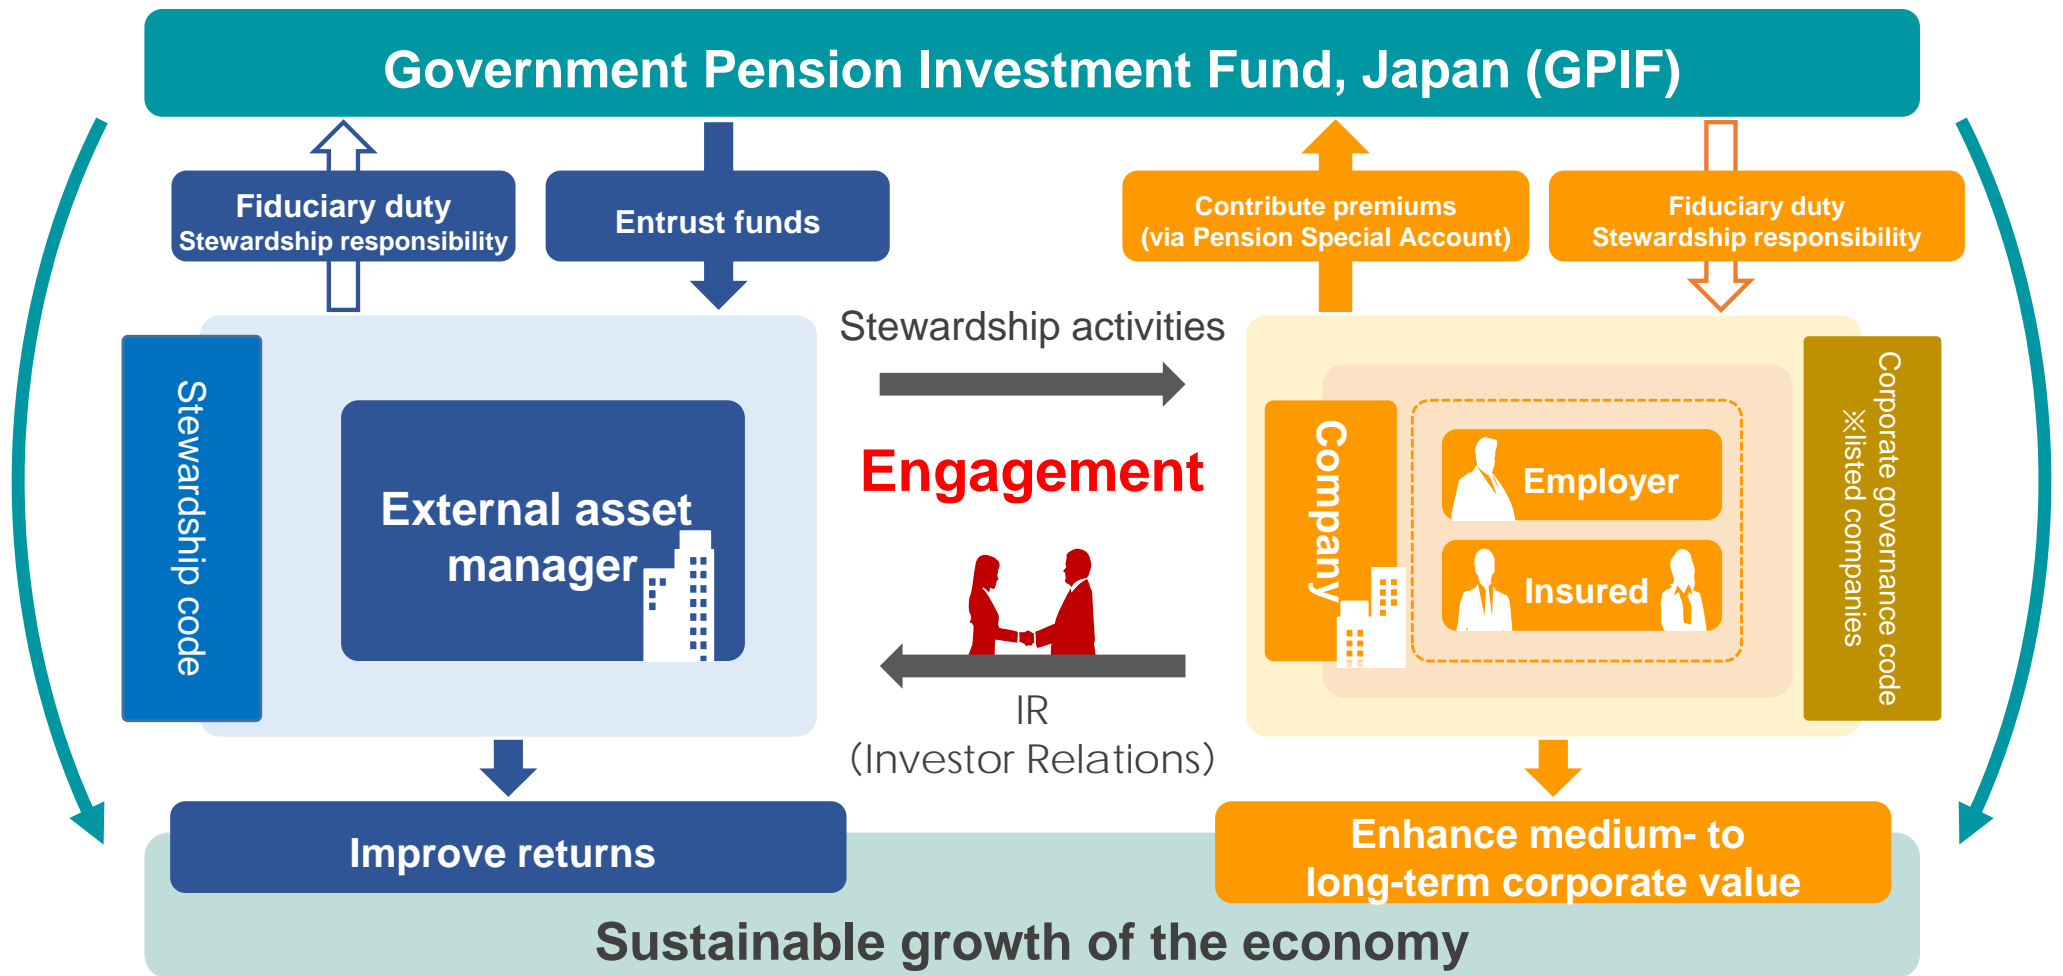 Government Pension Investment Fund, Japan (GPIF)
Fiduciary duty
Stewardship responsibility
Entrust funds
Contribute premiums
(via Pension Special Account)
Fiduciary duty
Stewardship responsibility
Stewardship code
External asset
manager
Stewardship activities
Engagement
IR
（Investor Relations）
Company
Employer
Insured
Corporate governance code
※listed companies
Improve returns
Enhance medium- to
long-term corporate value
Sustainable growth of the economy